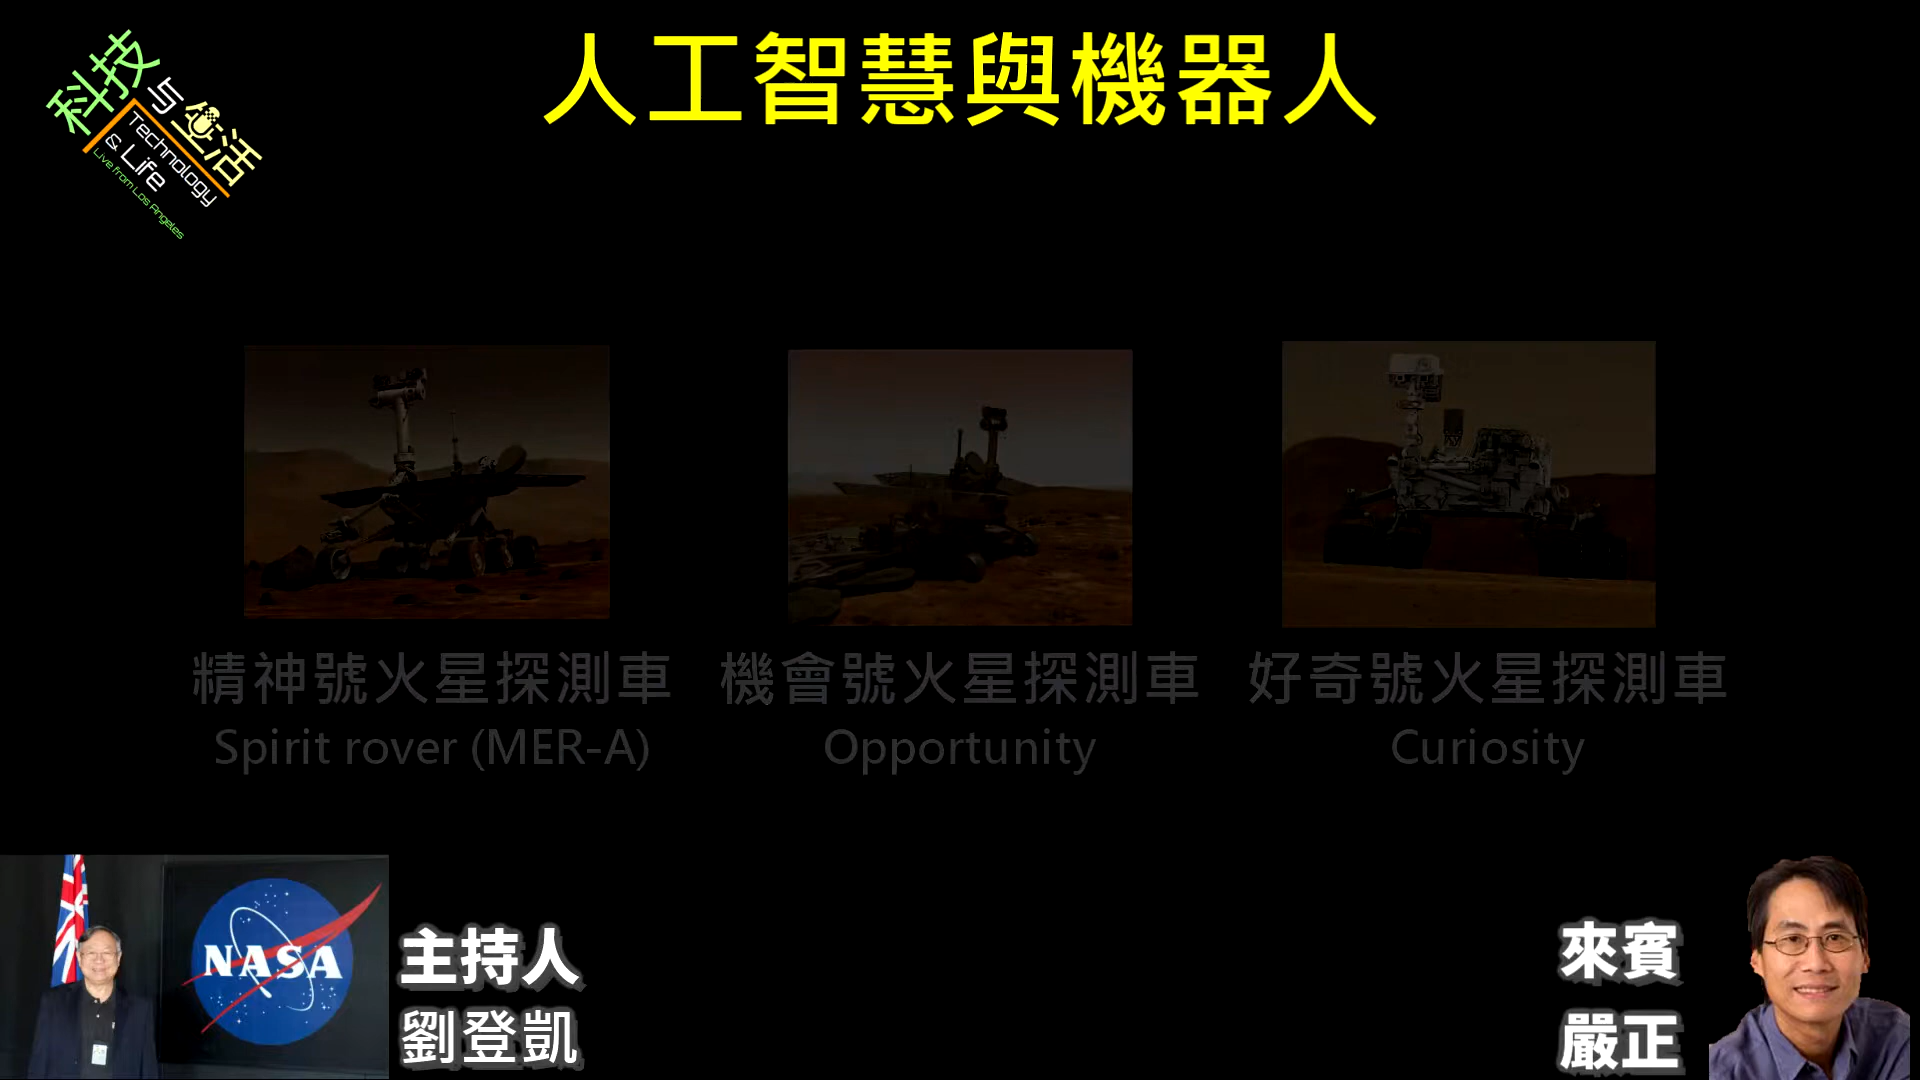 人工智慧與機器人
科技与生活
Technology
& Life
Live from Los Angeles
精神號火星探測車
Spirit rover (MER-A)
機會號火星探測車
Opportunity
好奇號火星探測車
Curiosity
NASA
主持人
劉登凱
來賓
嚴正